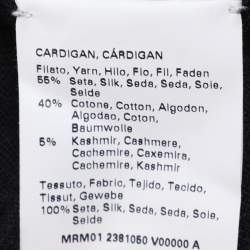 CARDIGAN, CÁRDIGAN
Filato, Yarn, Hilo, Flo, Fil, Faden
55% Seta, Silk, Seda, Seda, Soie,
Seide
40% Cotone, Cotton, Algodon,
Algodao, Coton,
Baumwolle
5% Kashmir, Cashmere,
Cachemire, Caxemira,
Cachemire, Kashmir
Tessuto, Fabric, Tejido, Tecido,
Tissut, Gewebe
100% Seta, Silk, Seda, Seda, Soie,
Seide
MRM01 2381050 V00000 A